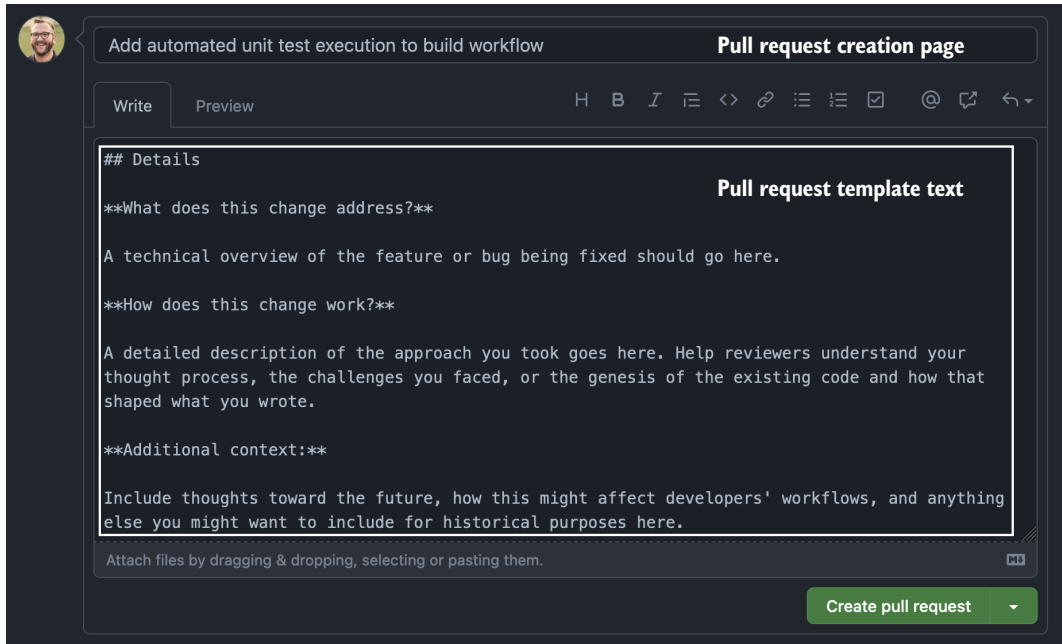 Add automated unit test execution to build workflow
Pull request creation page
Write
Preview
## Details
Pull request template text
**What does this change address?**
A technical overview of the feature or bug being fixed should go here.
**How does this change work?**
A detailed description of the approach you took goes here. Help reviewers understand your
thought process, the challenges you faced, or the genesis of the existing code and how that
shaped what you wrote.
**Additional context:**
Include thoughts toward the future, how this might affect developers' workflows, and anything
else you might want to include for historical purposes here.
Attach files by dragging & dropping, selecting or pasting them.
Create pull request